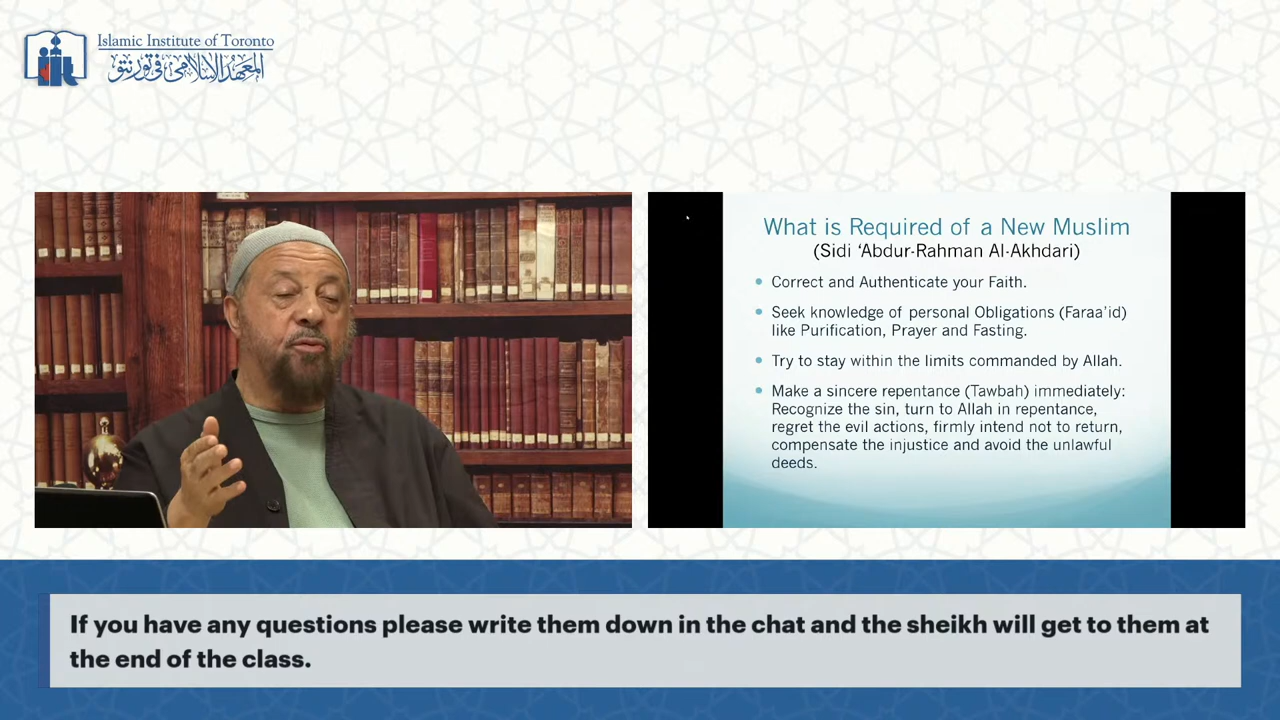 Islamic Institute of Toronto
المعهد الإسلامي في تورنتو
What is Required of a New Muslim
(Sidi ‘Abdur-Rahman Al-Akhdari)
• Correct and Authenticate your Faith.
• Seek knowledge of personal Obligations (Faraa’id)
like Purification, Prayer and Fasting.
• Try to stay within the limits commanded by Allah.
• Make a sincere repentance (Tawbah) immediately:
Recognize the sin, turn to Allah in repentance,
regret the evil actions, firmly intend not to return,
compensate the injustice and avoid the unlawful
deeds.
If you have any questions please write them down in the chat and the sheikh will get to them at
the end of the class.